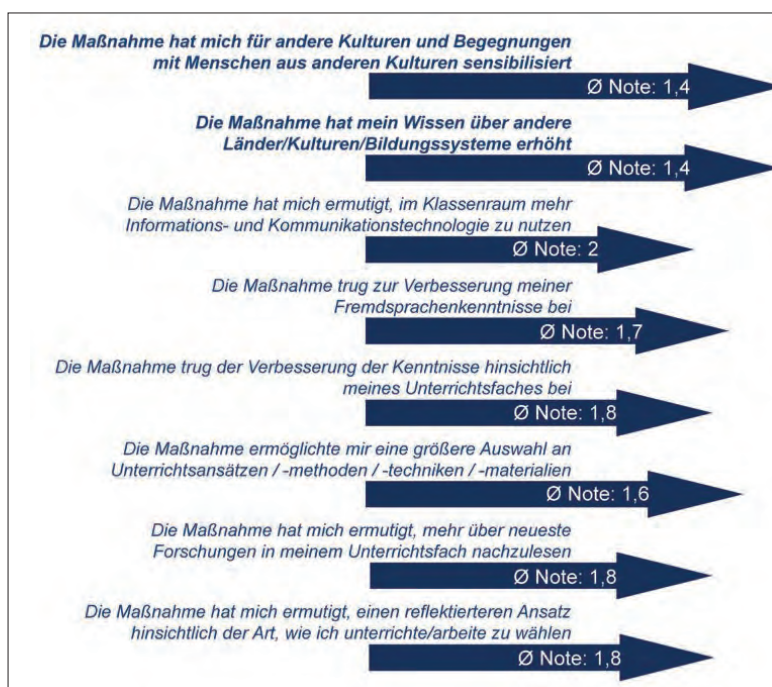 Die Maßnahme hat mich für andere Kulturen und Begegnungen
mit Menschen aus anderen Kulturen sensibilisiert
Ø Note: 1,4
Die Maßnahme hat mein Wissen über andere
Länder/Kulturen/Bildungssysteme erhöht
Ø Note: 1,4
Die Maßnahme hat mich ermutigt, im Klassenraum mehr
Informations- und Kommunikationstechnologie zu nutzen
Ø Note: 2
Die Maßnahme trug zur Verbesserung meiner
Fremdsprachenkenntnisse bei
Ø Note: 1,7
Die Maßnahme trug der Verbesserung der Kenntnisse hinsichtlich
meines Unterrichtsfaches bei
Ø Note: 1,8
Die Maßnahme ermöglichte mir eine größere Auswahl an
Unterrichtsansätzen / -methoden / -techniken / -materialien
Ø Note: 1,6
Die Maßnahme hat mich ermutigt, mehr über neueste
Forschungen in meinem Unterrichtsfach nachzulesen
Ø Note: 1,8
Die Maßnahme hat mich ermutigt, einen reflektierteren Ansatz
hinsichtlich der Art, wie ich unterrichte/arbeite zu wählen
Ø Note: 1,8